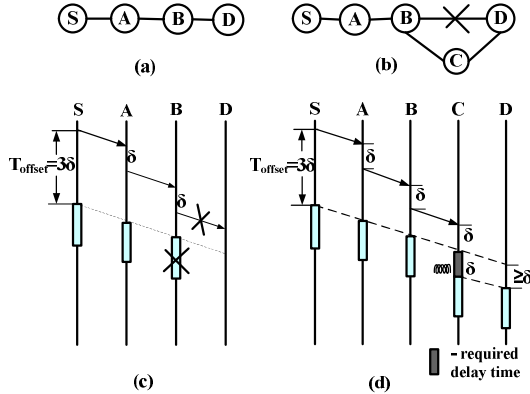 S A B D
(a)
S A B D
C
(b)
S A B D
Toffset=3δ
δ
δ
(c)
S A B C D
Toffset=3δ
δ
δ
δ
δ
≥δ
- required
delay time
(d)